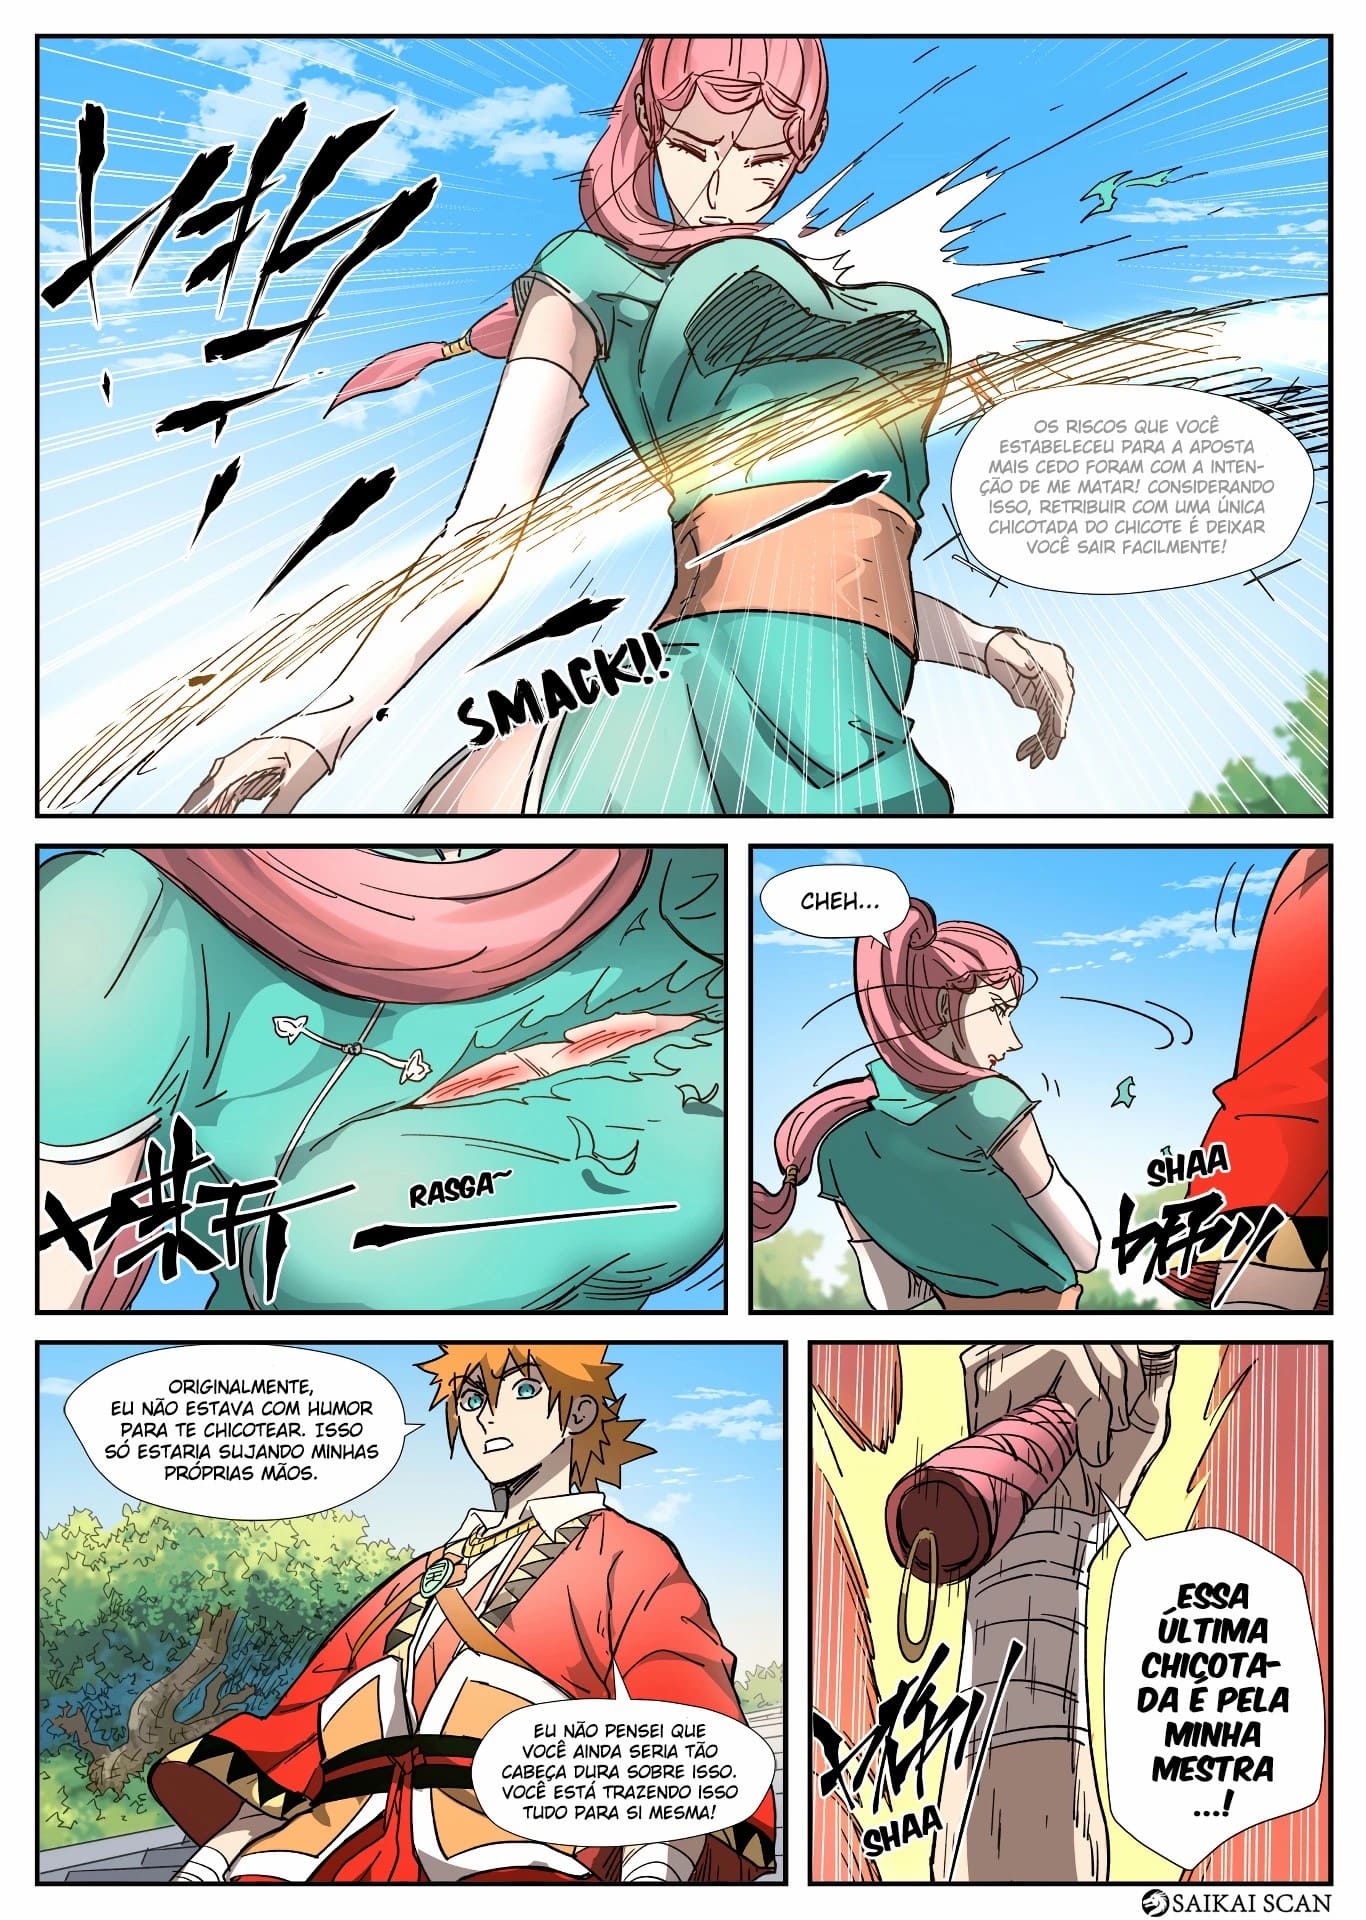 OS RISCOS QUE VOCÊ
ESTABELECEU PARA A APOSTA
MAIS CEDO FORAM COM A INTEN-
ÇÃO DE ME MATAR! CONSIDERANDO
ISSO, RETRIBUIR COM UMA ÚNICA
CHICOTADA DO CHICOTE É DEIXAR
VOCÊ SAIR FACILMENTE!
SMACK!!
RASGA~
CHEH...
SHAA
ORIGINALMENTE,
EU NÃO ESTAVA COM HUMOR
PARA TE CHICOTEAR. ISSO
SÓ ESTARIA SUJANDO MINHAS
PRÓPRIAS MÃOS.
EU NÃO PENSEI QUE
VOCÊ AINDA SERIA TÃO
CABEÇA DURA SOBRE ISSO.
VOCÊ ESTÁ TRAZENDO ISSO
TUDO PARA SI MESMA!
ESSA
ÚLTIMA
CHICOTA-
DA É PELA
MINHA
MESTRA
...!
SHAA
SAIKAI SCAN